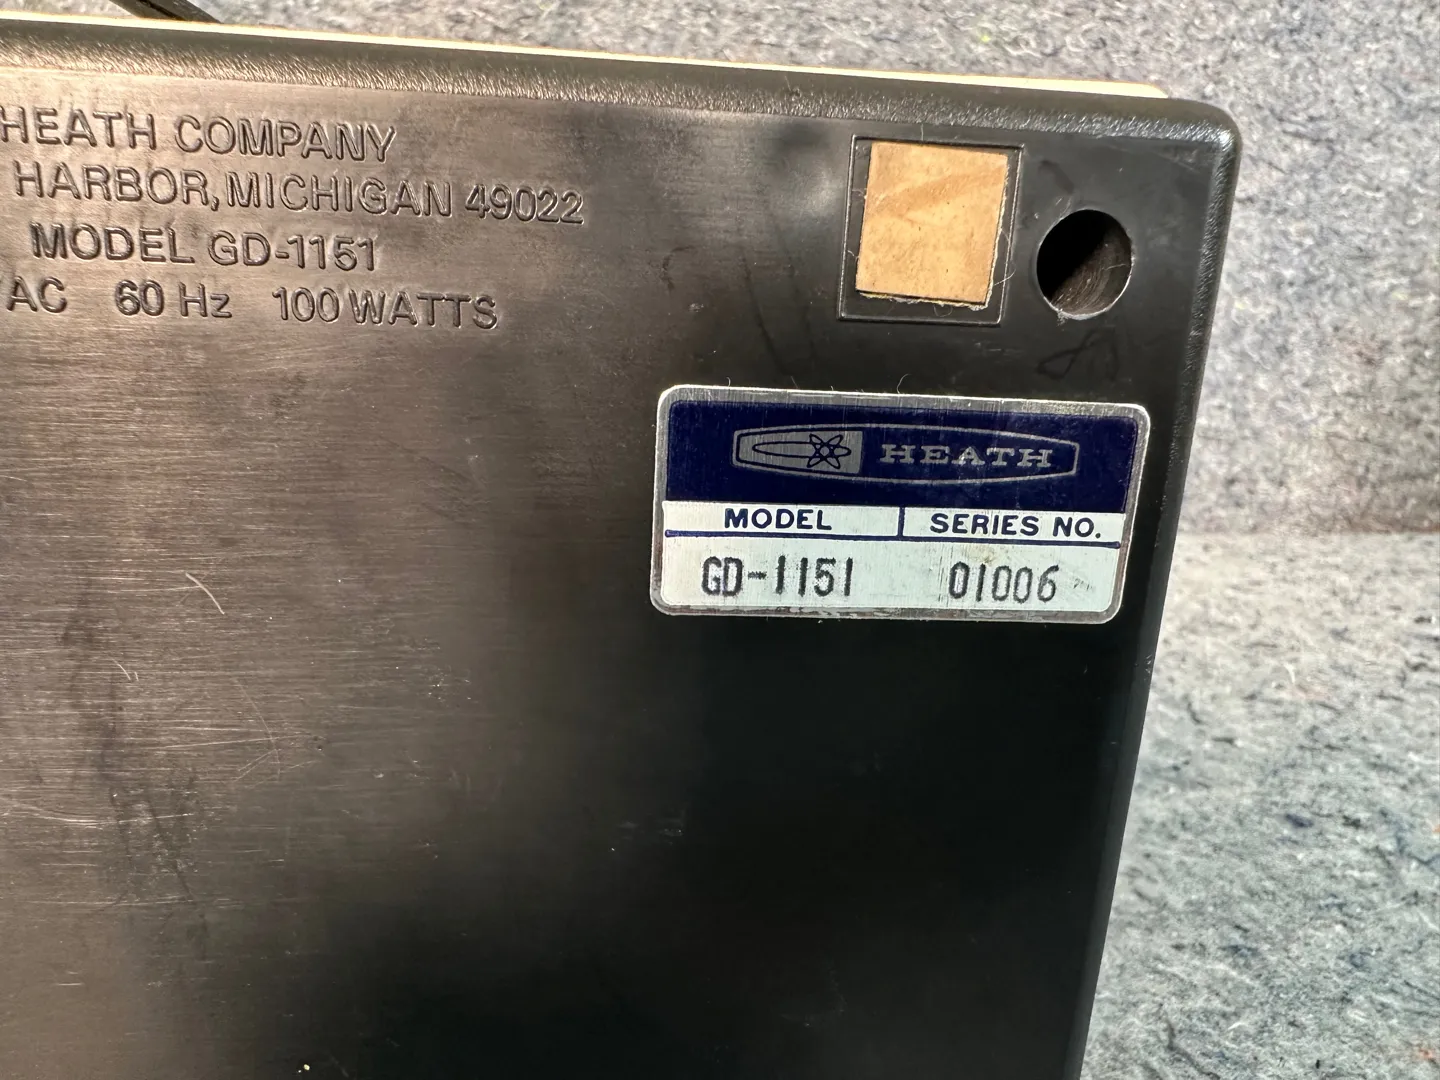 HEATH COMPANY
HARBOR, MICHIGAN 49022
MODEL GD-1151
AC 60 Hz 100 WATTS
HEATH
MODEL SERIES NO.
GD-1151 01006